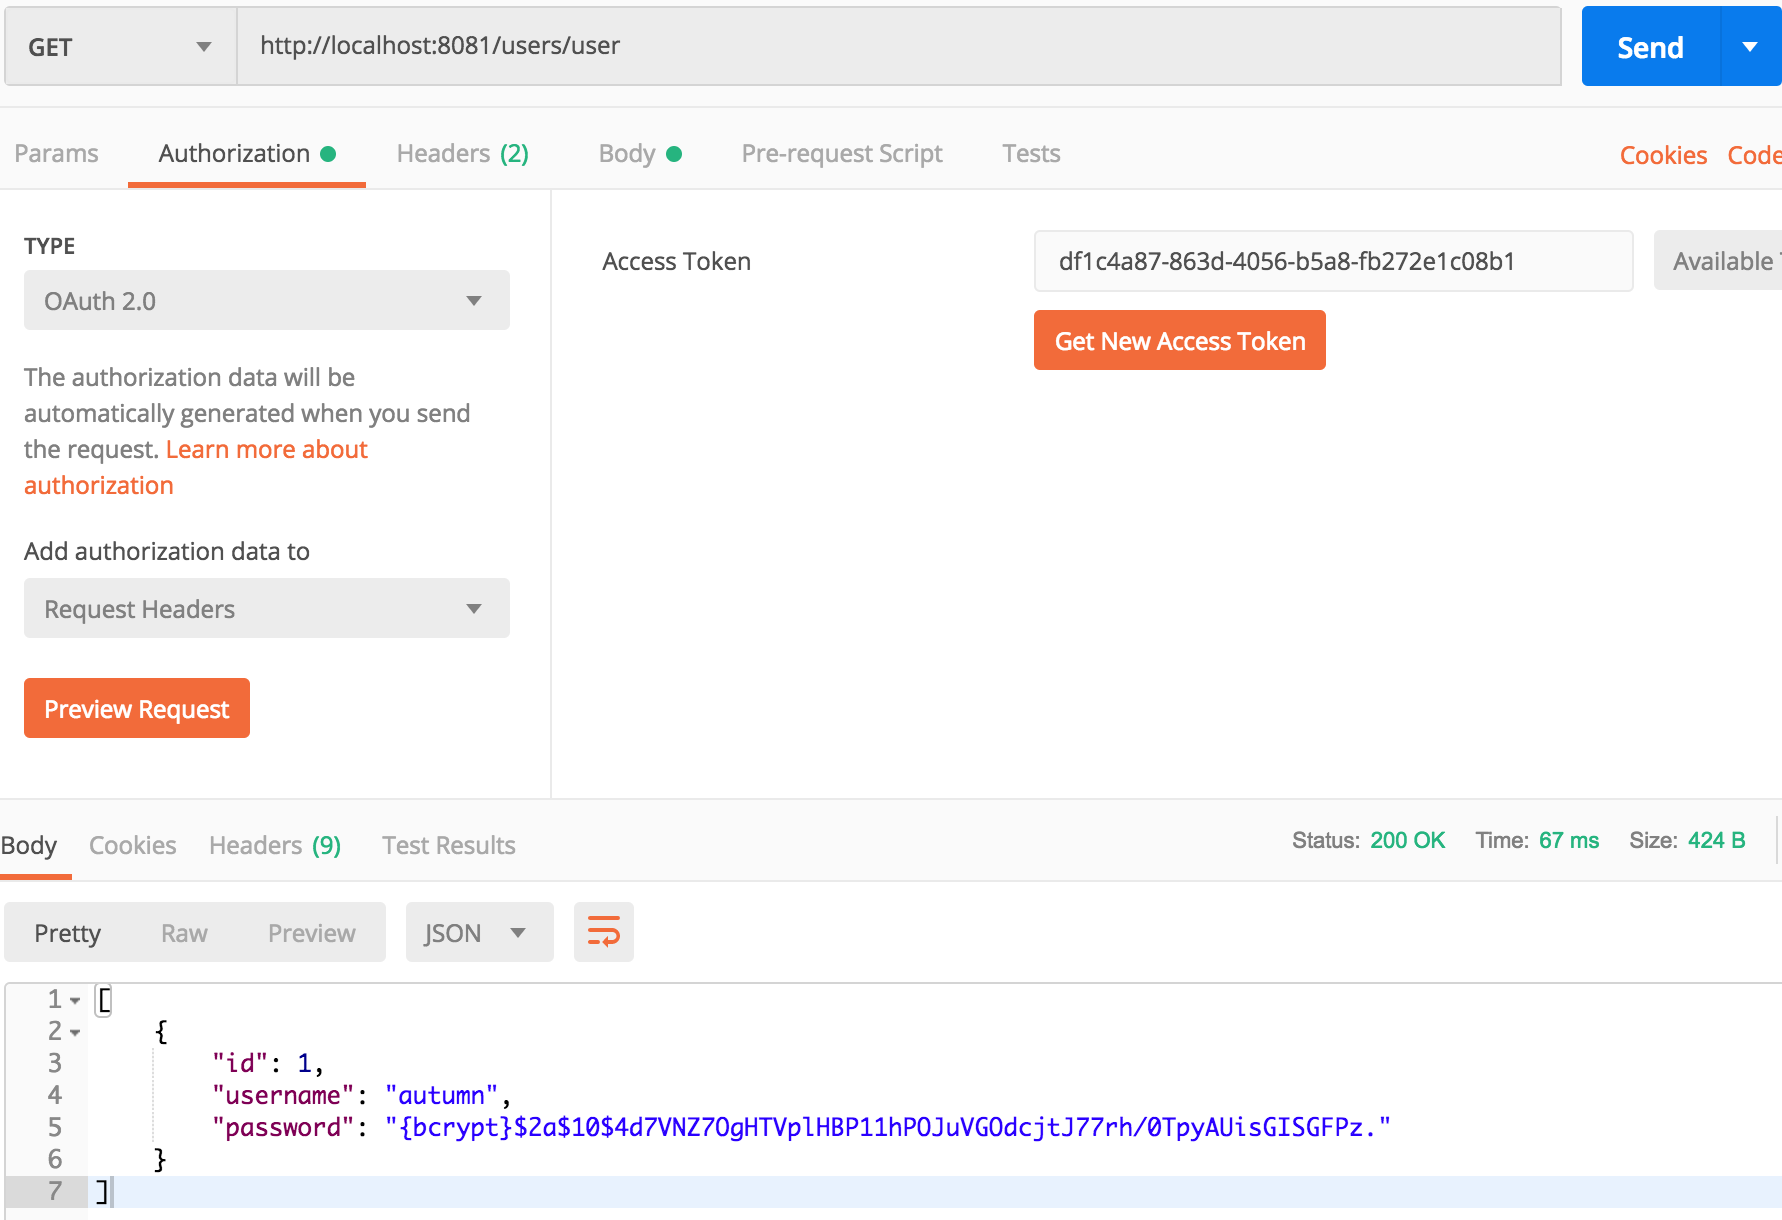 GET http://localhost:8081/users/user Send
Params Authorization Headers (2) Body Pre-request Script Tests Cookies Code
TYPE
OAuth 2.0
The authorization data will be
automatically generated when you send
the request. Learn more about
authorization
Add authorization data to
Request Headers
Preview Request
Access Token df1c4a87-863d-4056-b5a8-fb272e1c08b1 Available
Get New Access Token
Body Cookies Headers (9) Test Results Status: 200 OK Time: 67 ms Size: 424 B
Pretty Raw Preview JSON
1 [
2 {
3 "id": 1,
4 "username": "autumn",
5 "password": "{bcrypt}$2a$10$4d7VNZ7OgHTVplHBP11hPOJuVGOdcjtJ77rh/0TpyAUisGISGFPz."
6 }
7 ]